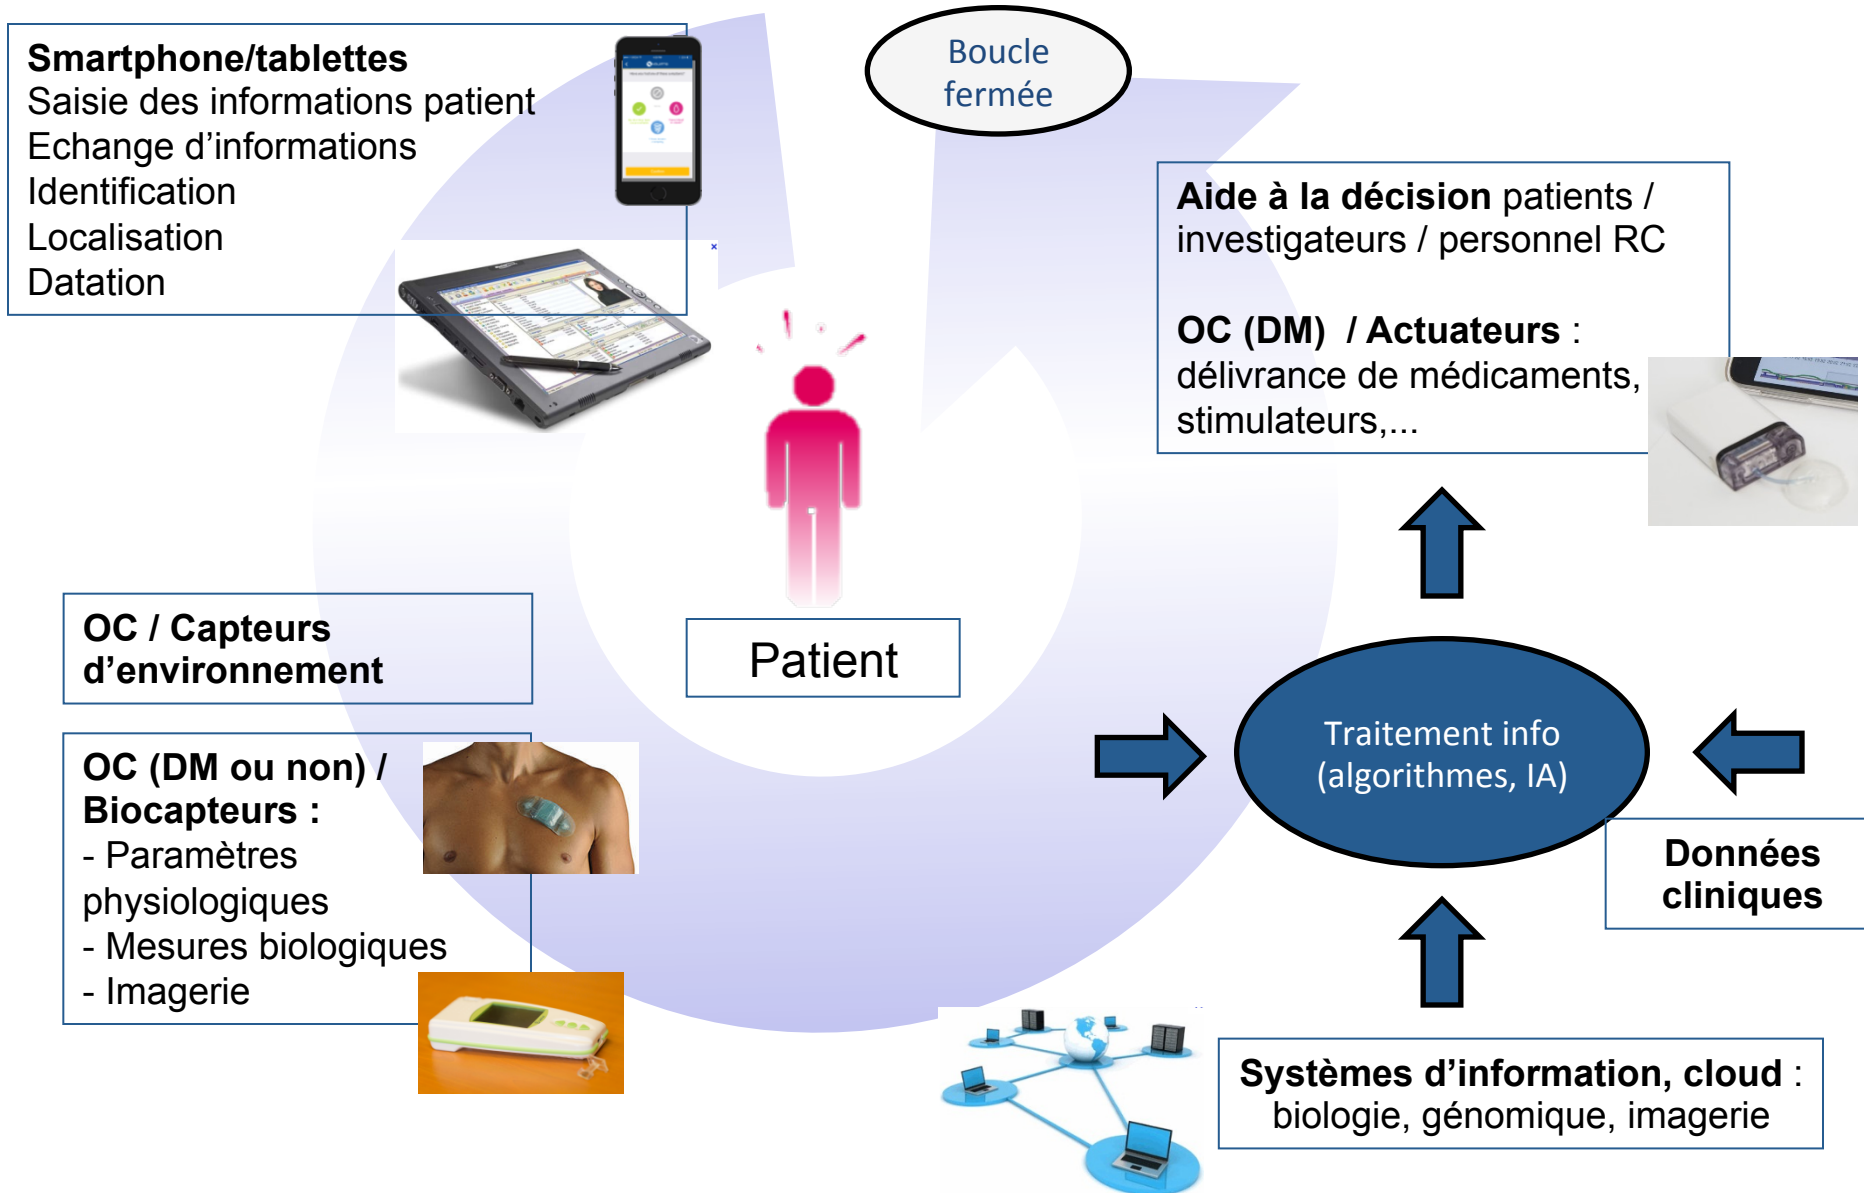 Smartphone/tablettes
Saisie des informations patient
Echange d’informations
Identification
Localisation
Datation
Boucle
fermée
Aide à la décision patients /
investigateurs / personnel RC
OC (DM) / Actuateurs :
délivrance de médicaments,
stimulateurs,...
Patient
OC / Capteurs
d’environnement
OC (DM ou non) /
Biocapteurs :
- Paramètres
physiologiques
- Mesures biologiques
- Imagerie
Traitement info
(algorithmes, IA)
Données
cliniques
Systèmes d’information, cloud :
biologie, génomique, imagerie